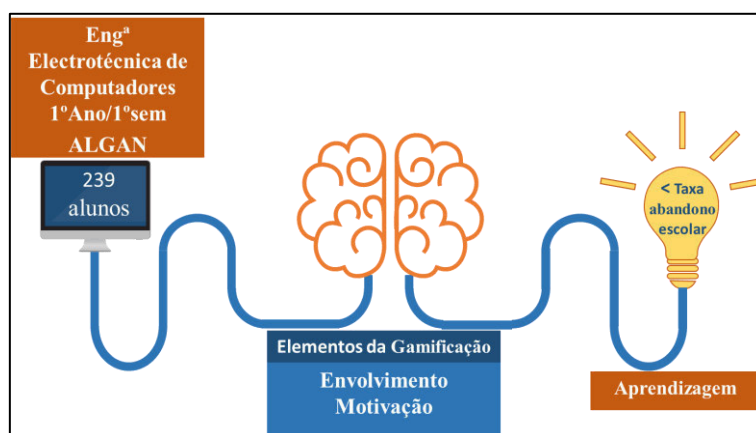 Engª
Electrotécnica de
Computadores
1ºAno/1ºsem
ALGAN
239
alunos
< Taxa
abandono
escolar
Elementos da Gamificação
Envolvimento
Motivação
Aprendizagem